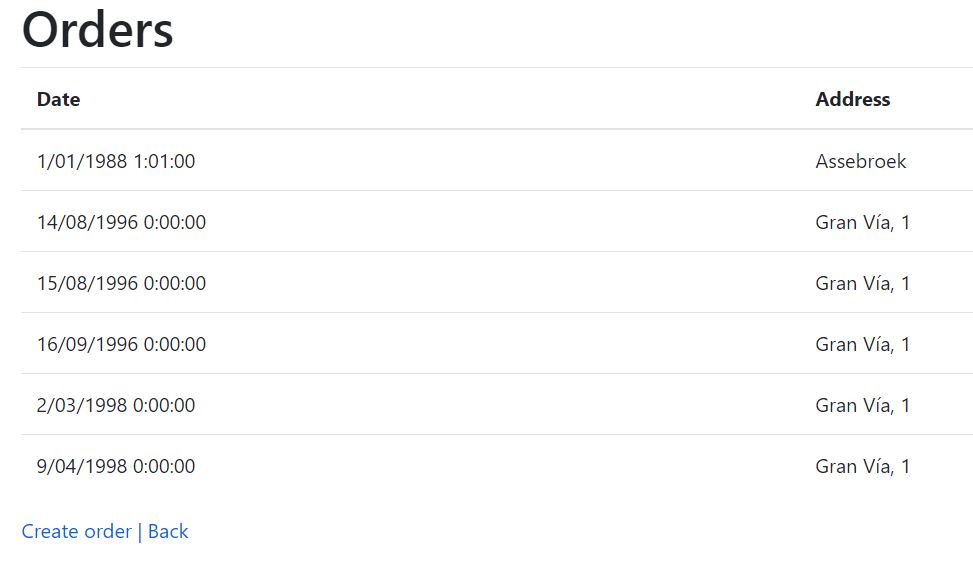 Orders
Date Address
1/01/1988 1:01:00 Assebroek
14/08/1996 0:00:00 Gran Vía, 1
15/08/1996 0:00:00 Gran Vía, 1
16/09/1996 0:00:00 Gran Vía, 1
2/03/1998 0:00:00 Gran Vía, 1
9/04/1998 0:00:00 Gran Vía, 1
Create order | Back